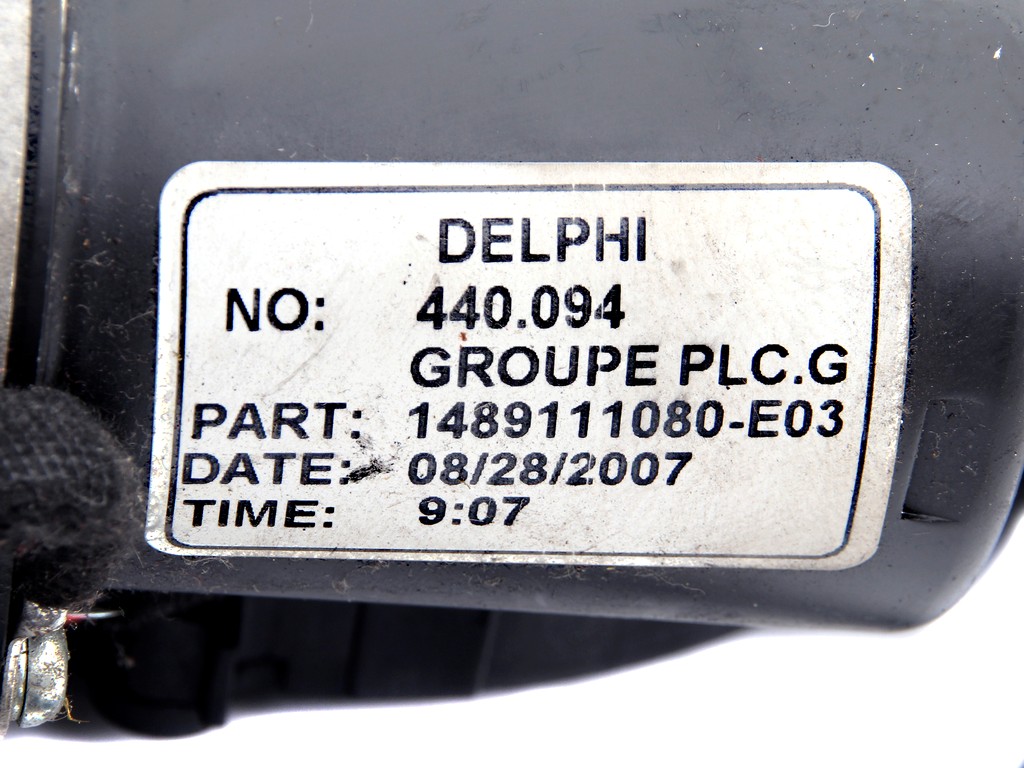 DELPHI
NO: 440.094
GROUPE PLC.G
PART: 1489111080-E03
DATE: 08/28/2007
TIME: 9:07